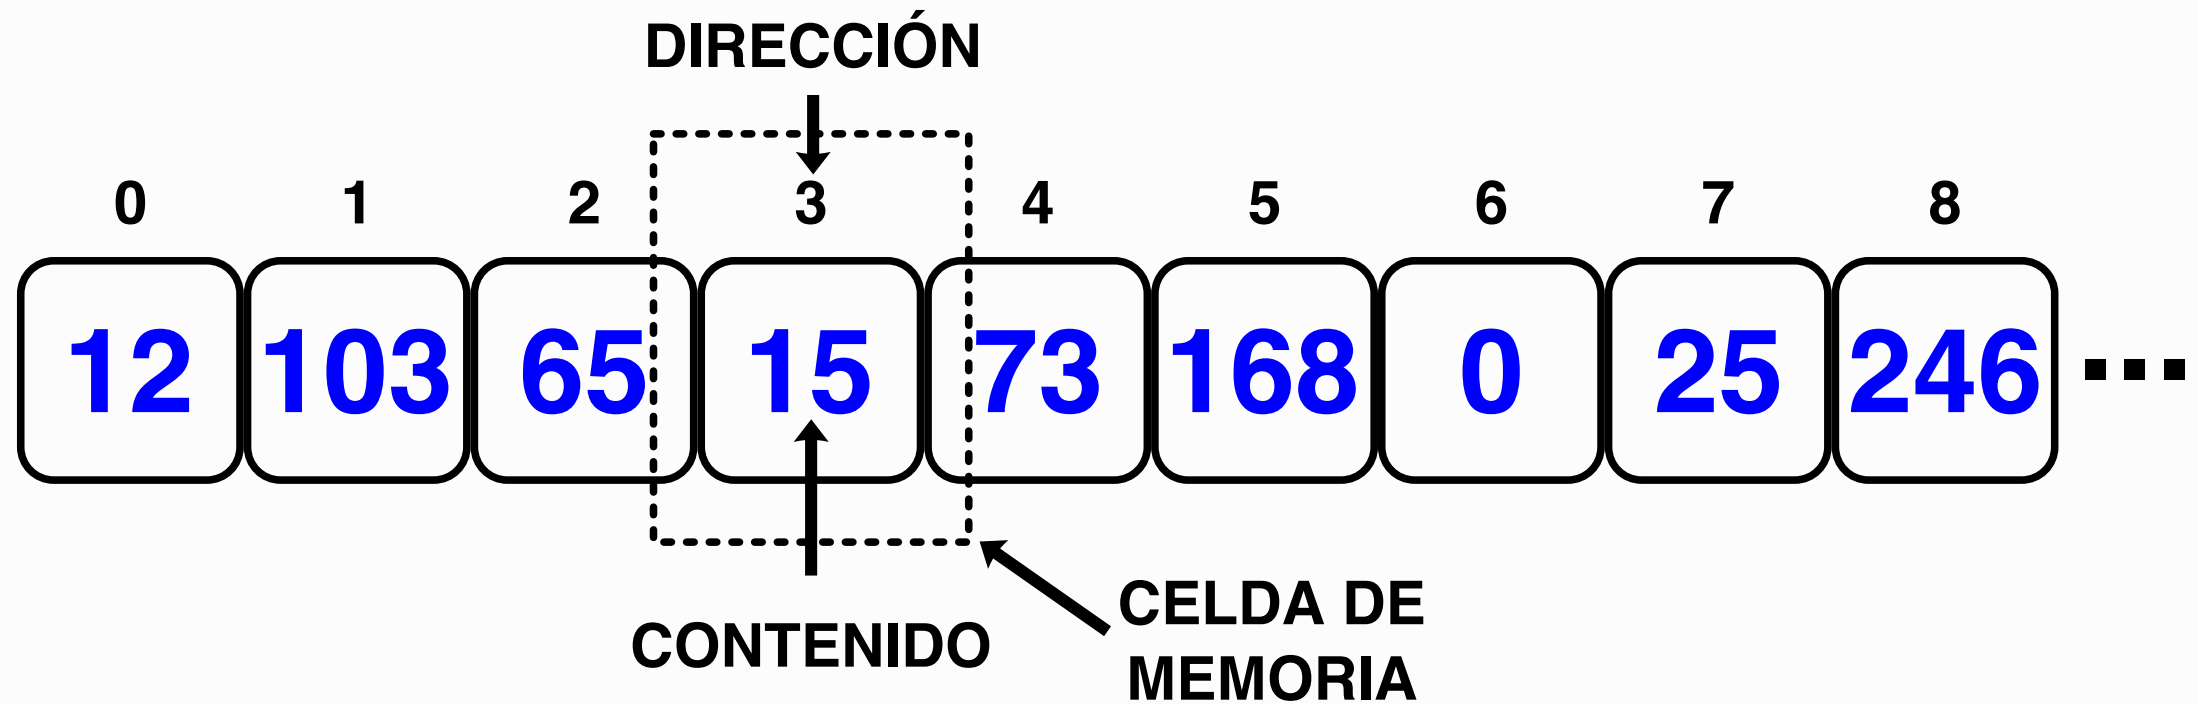 DIRECCIÓN
0 1 2 3 4 5 6 7 8
12 103 65 15 73 168 0 25 246 ...
CONTENIDO
CELDA DE
MEMORIA